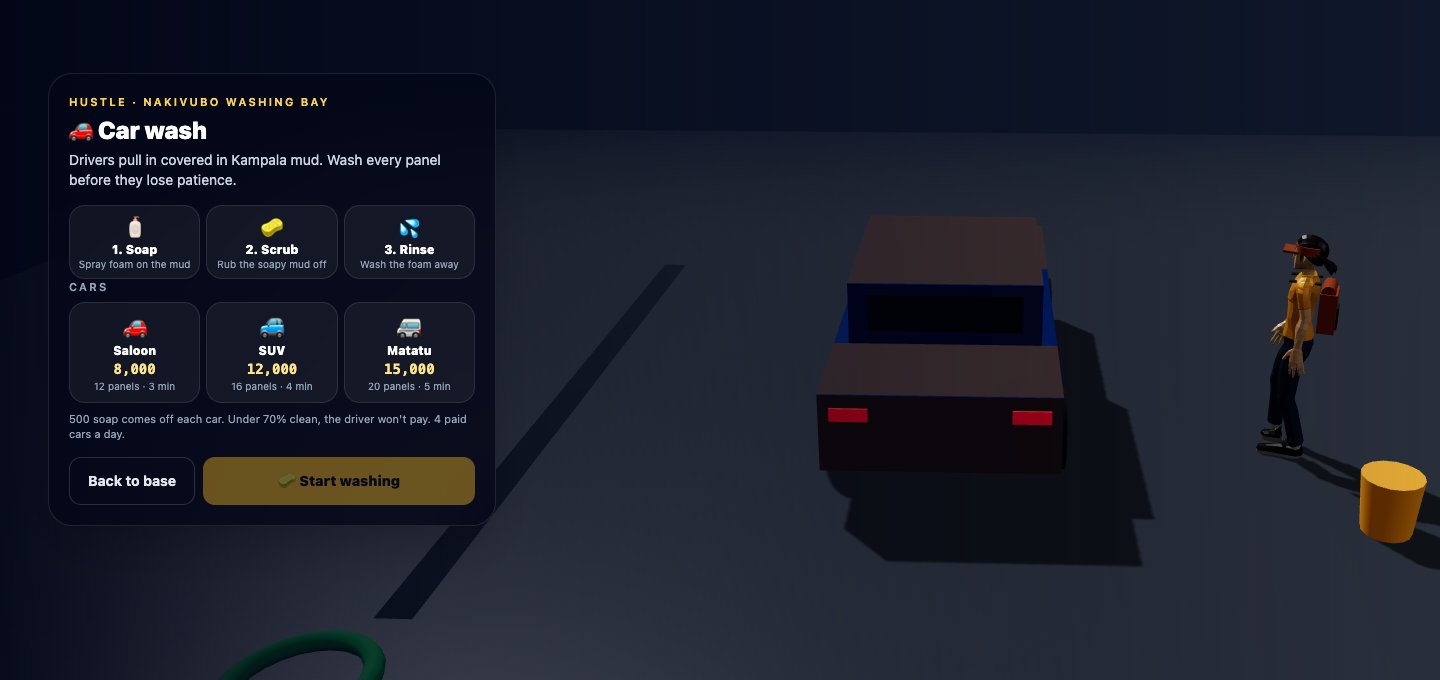 HUSTLE · NAKIVUBO WASHING BAY
🚗 Car wash
Drivers pull in covered in Kampala mud. Wash every panel
before they lose patience.
1. Soap
Spray foam on the mud
2. Scrub
Rub the soapy mud off
3. Rinse
Wash the foam away
CARS
Saloon
8,000
12 panels · 3 min
SUV
12,000
16 panels · 4 min
Matatu
15,000
20 panels · 5 min
500 soap comes off each car. Under 70% clean, the driver won't pay. 4 paid
cars a day.
Back to base
Start washing